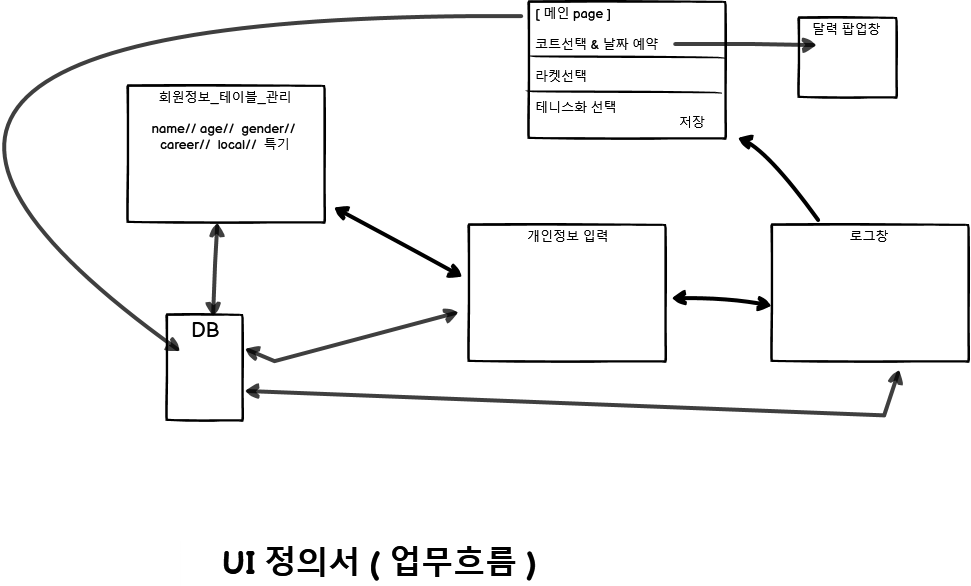 [ 메인 page ]
코트선택 & 날짜 예약
라켓선택
테니스화 선택
저장
달력 팝업창
회원정보_테이블_관리
name// age//  gender//
career//  local//  특기
개인정보 입력
로그창
DB
UI 정의서 ( 업무흐름 )